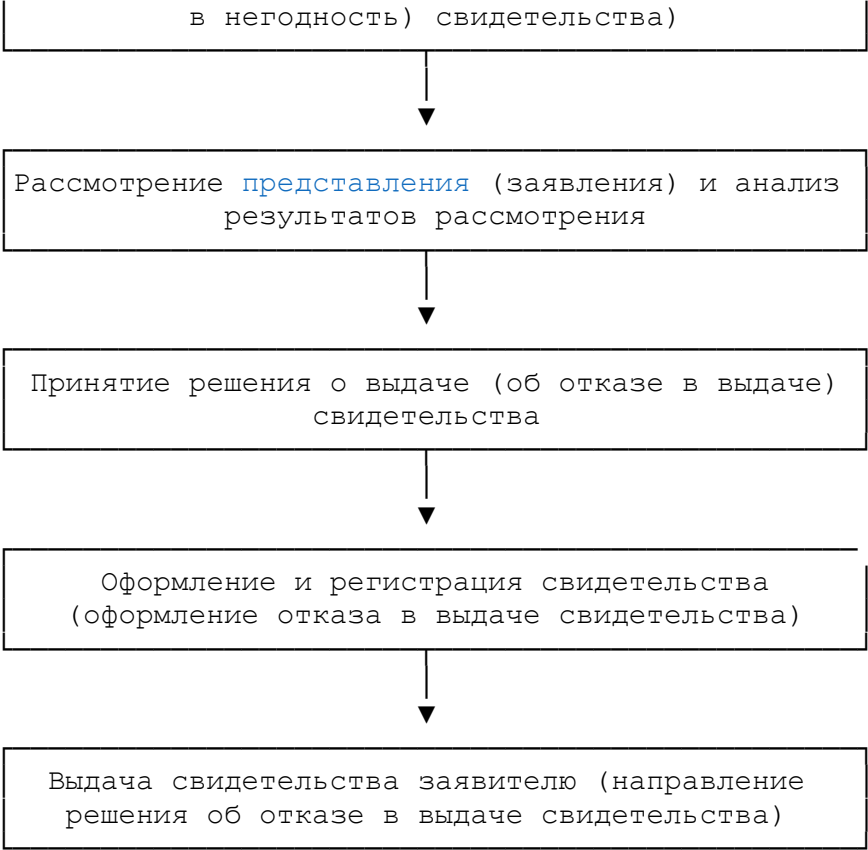 в негодность) свидетельства)
Рассмотрение представления (заявления) и анализ
результатов рассмотрения
Принятие решения о выдаче (об отказе в выдаче)
свидетельства
Оформление и регистрация свидетельства
(оформление отказа в выдаче свидетельства)
Выдача свидетельства заявителю (направление
решения об отказе в выдаче свидетельства)